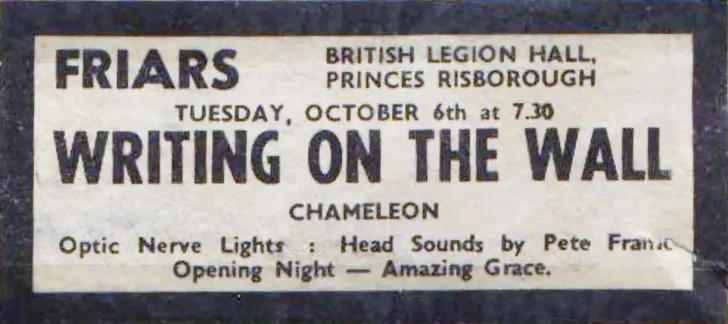 FRIARS
BRITISH LEGION HALL,
PRINCES RISBOROUGH
TUESDAY, OCTOBER 6th at 7.30
WRITING ON THE WALL
CHAMELEON
Optic Nerve Lights : Head Sounds by Pete
Opening Night — Amazing Grace.